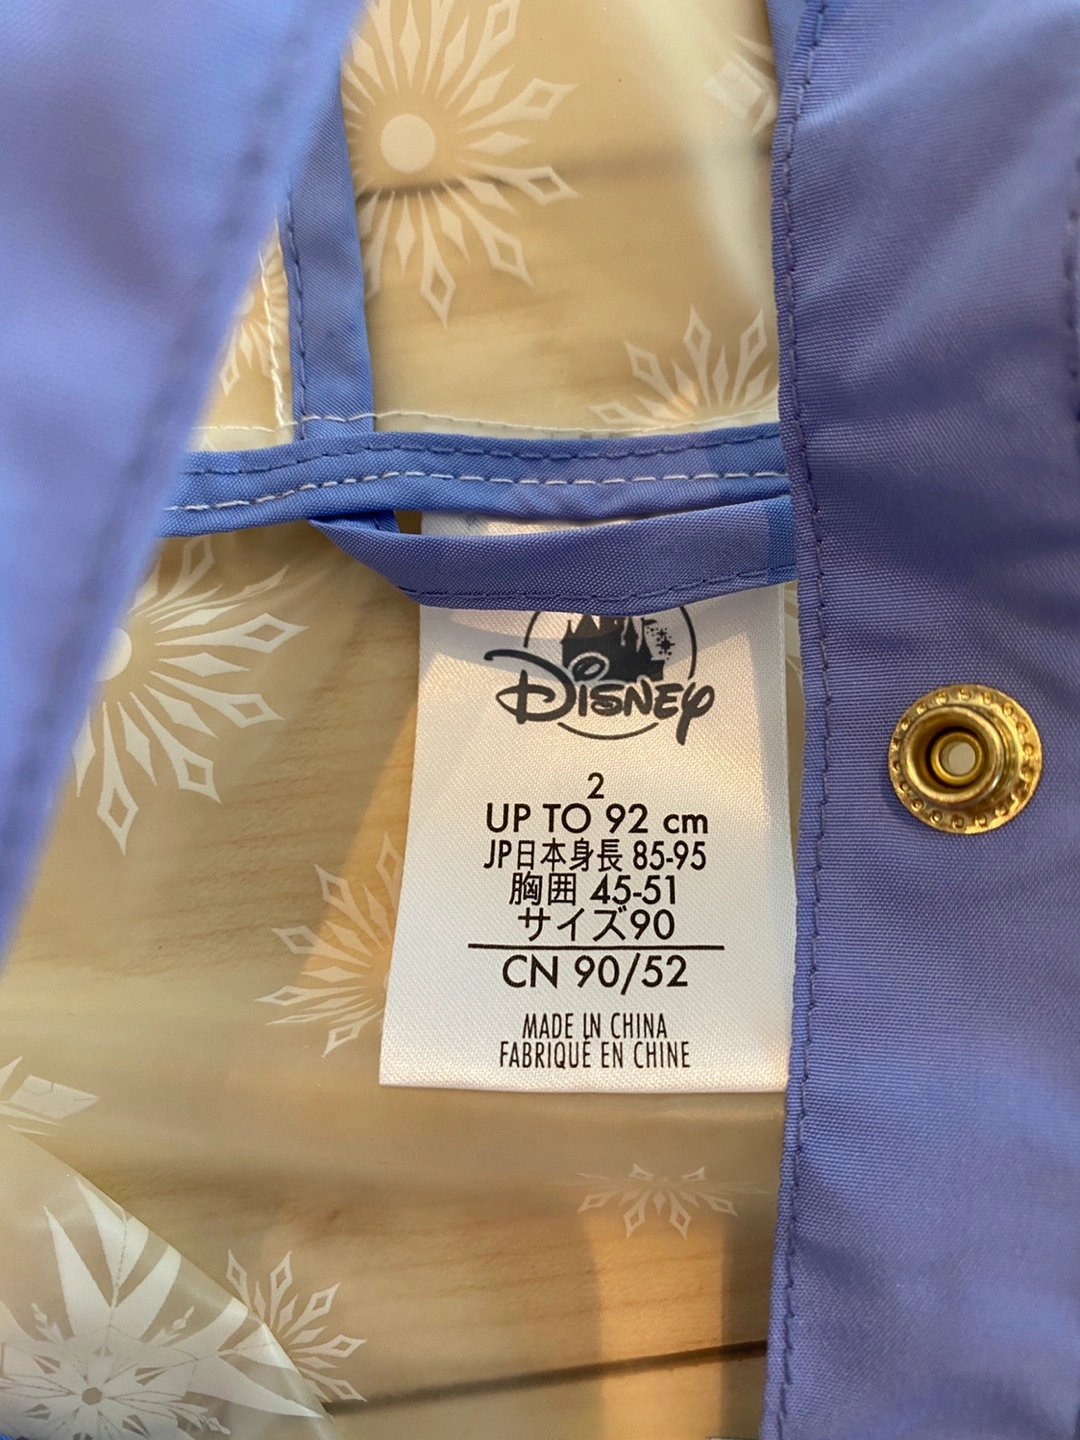 Disney
2
UP TO 92 cm
JP日本身長 85-95
胸囲 45-51
サイズ90
CN 90/52
MADE IN CHINA
FABRIQUÉ EN CHINE